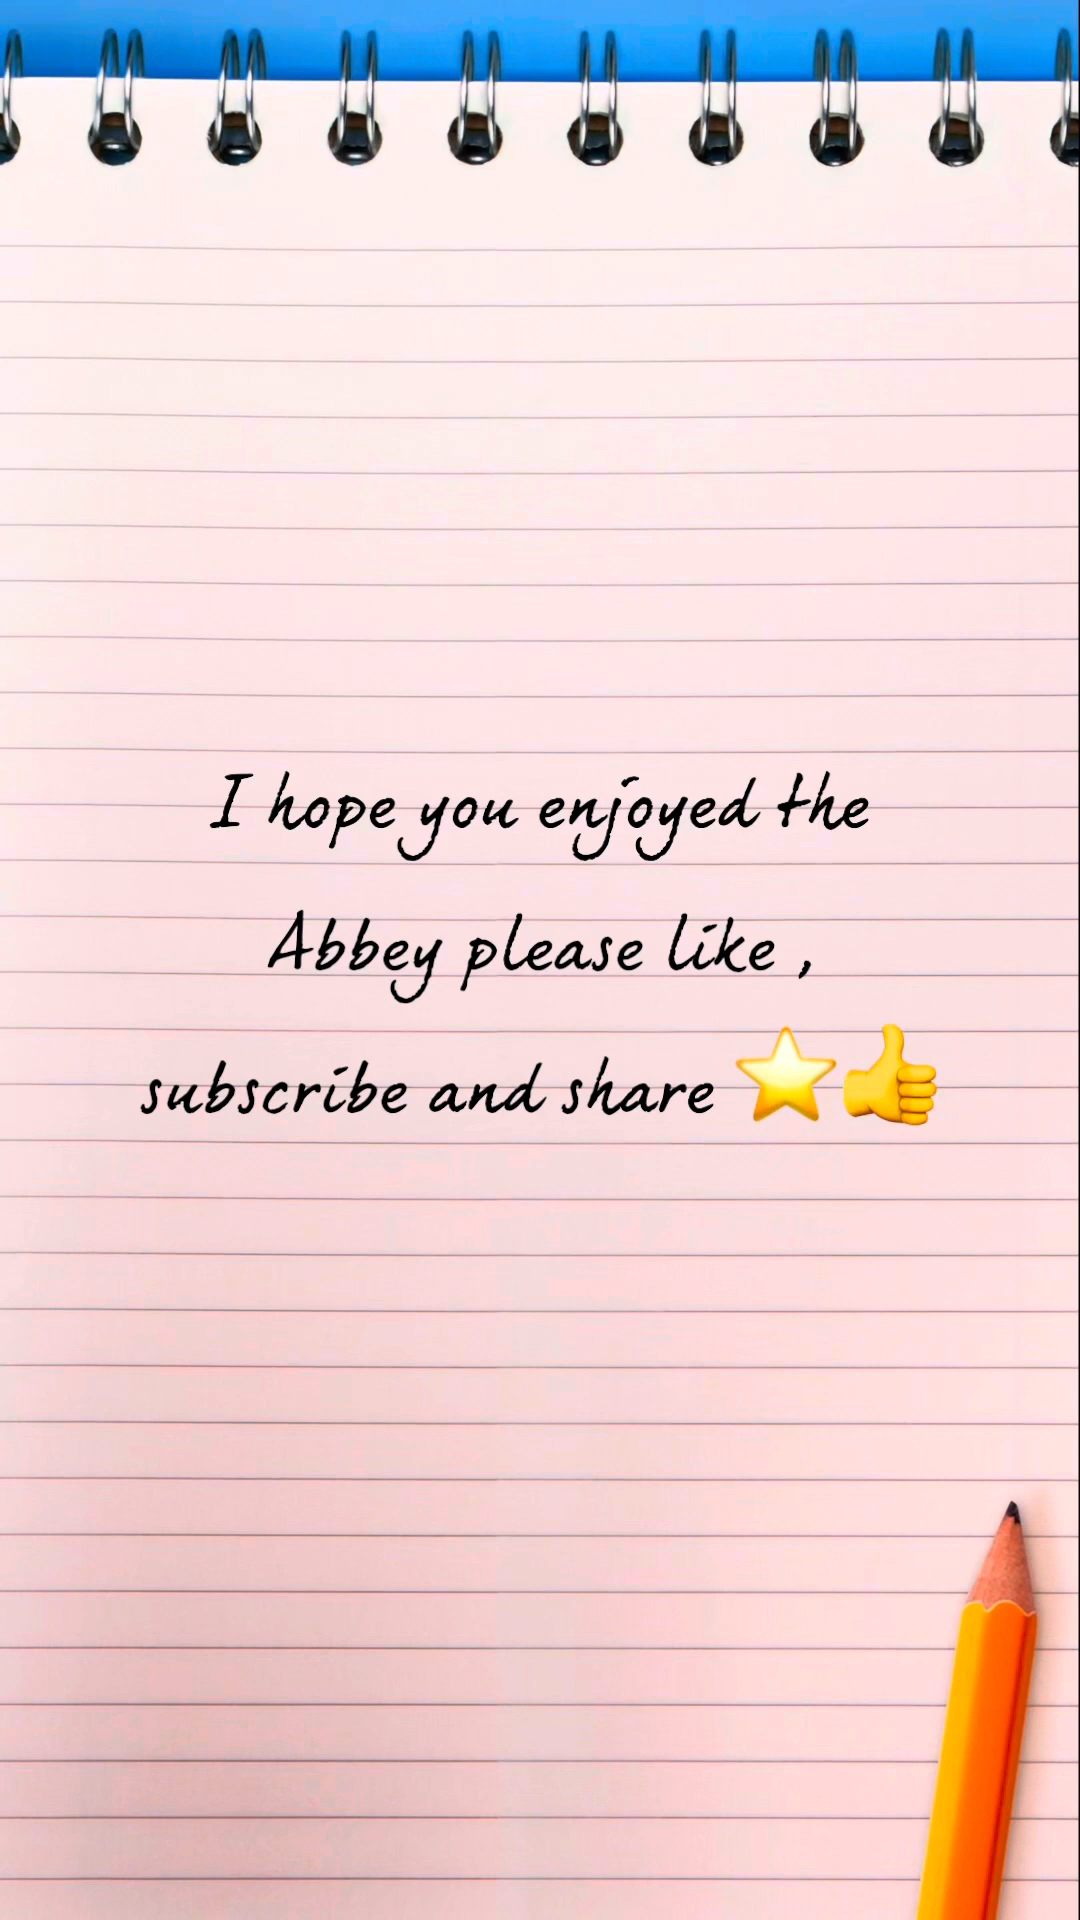 I hope you enjoyed the
Abbey please like ,
subscribe and share ⭐👍